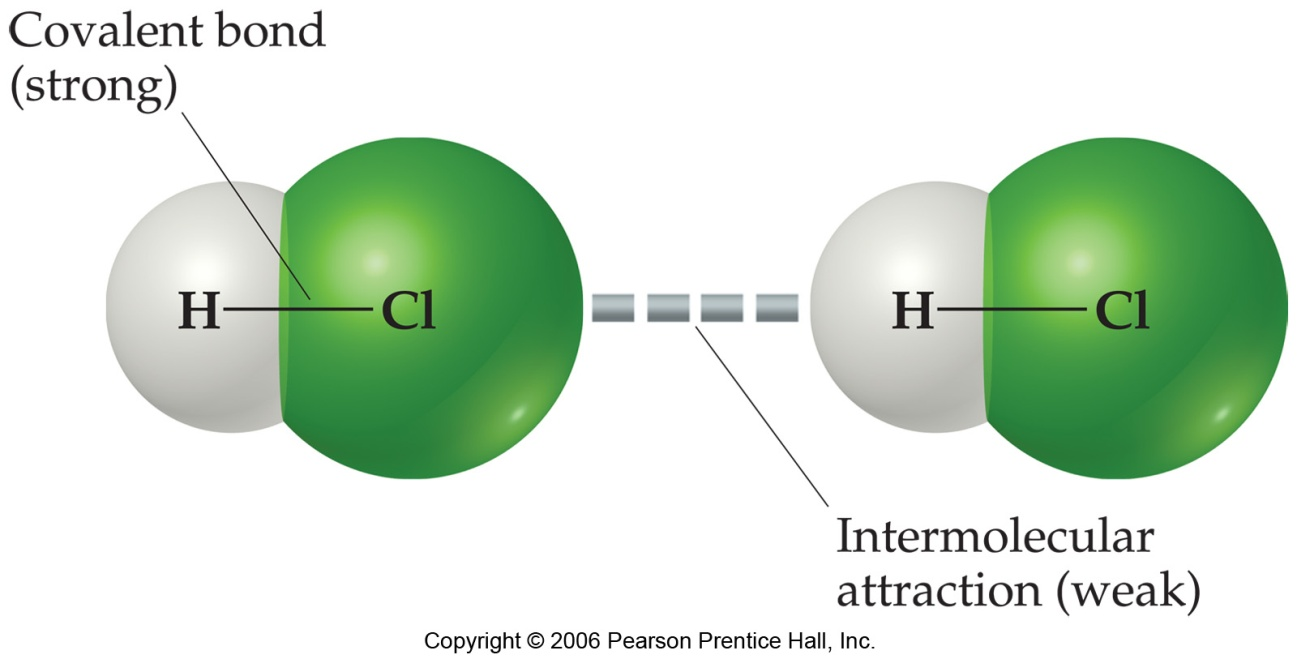 Covalent bond
(strong)
H Cl H Cl
Intermolecular
attraction (weak)
Copyright © 2006 Pearson Prentice Hall, Inc.